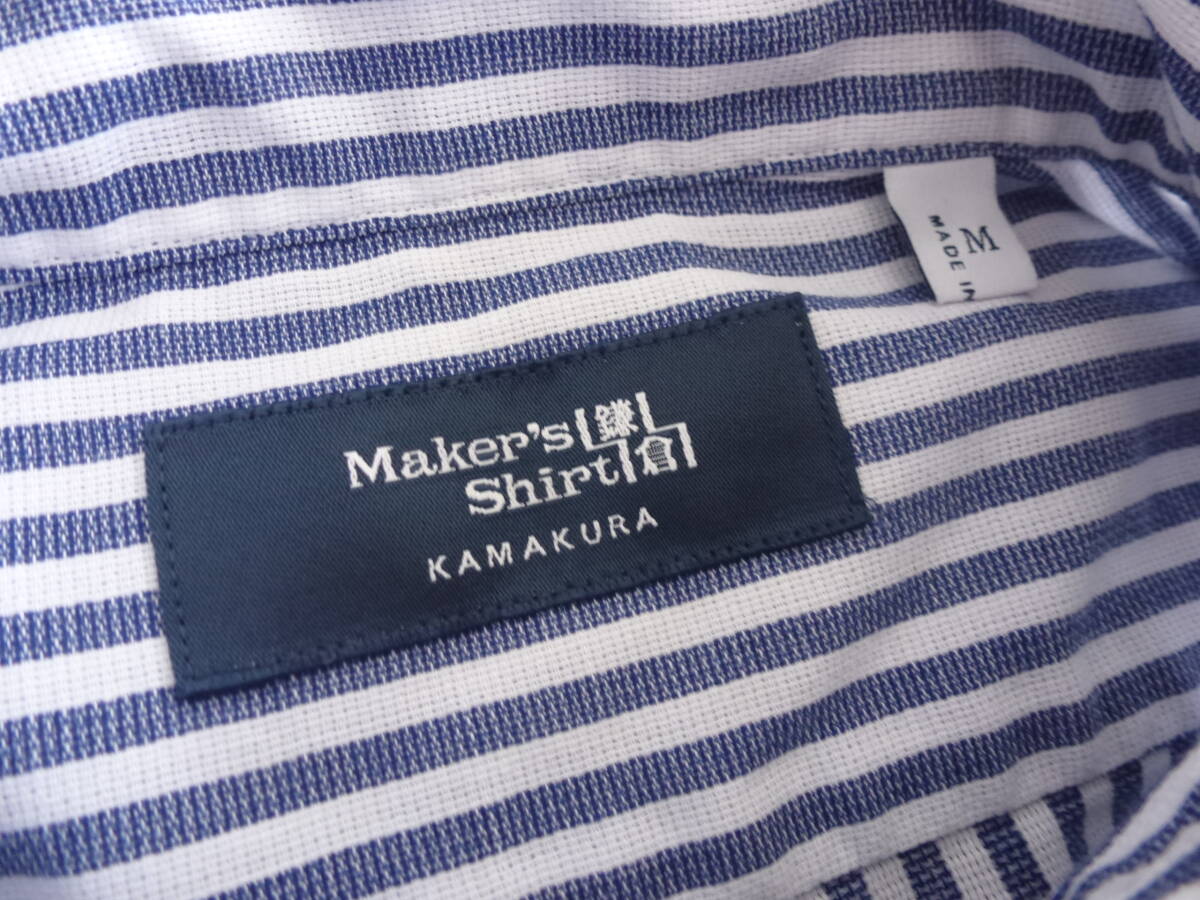 Maker's 鎌
Shirt 倉
KAMAKURA
M
MADE IN